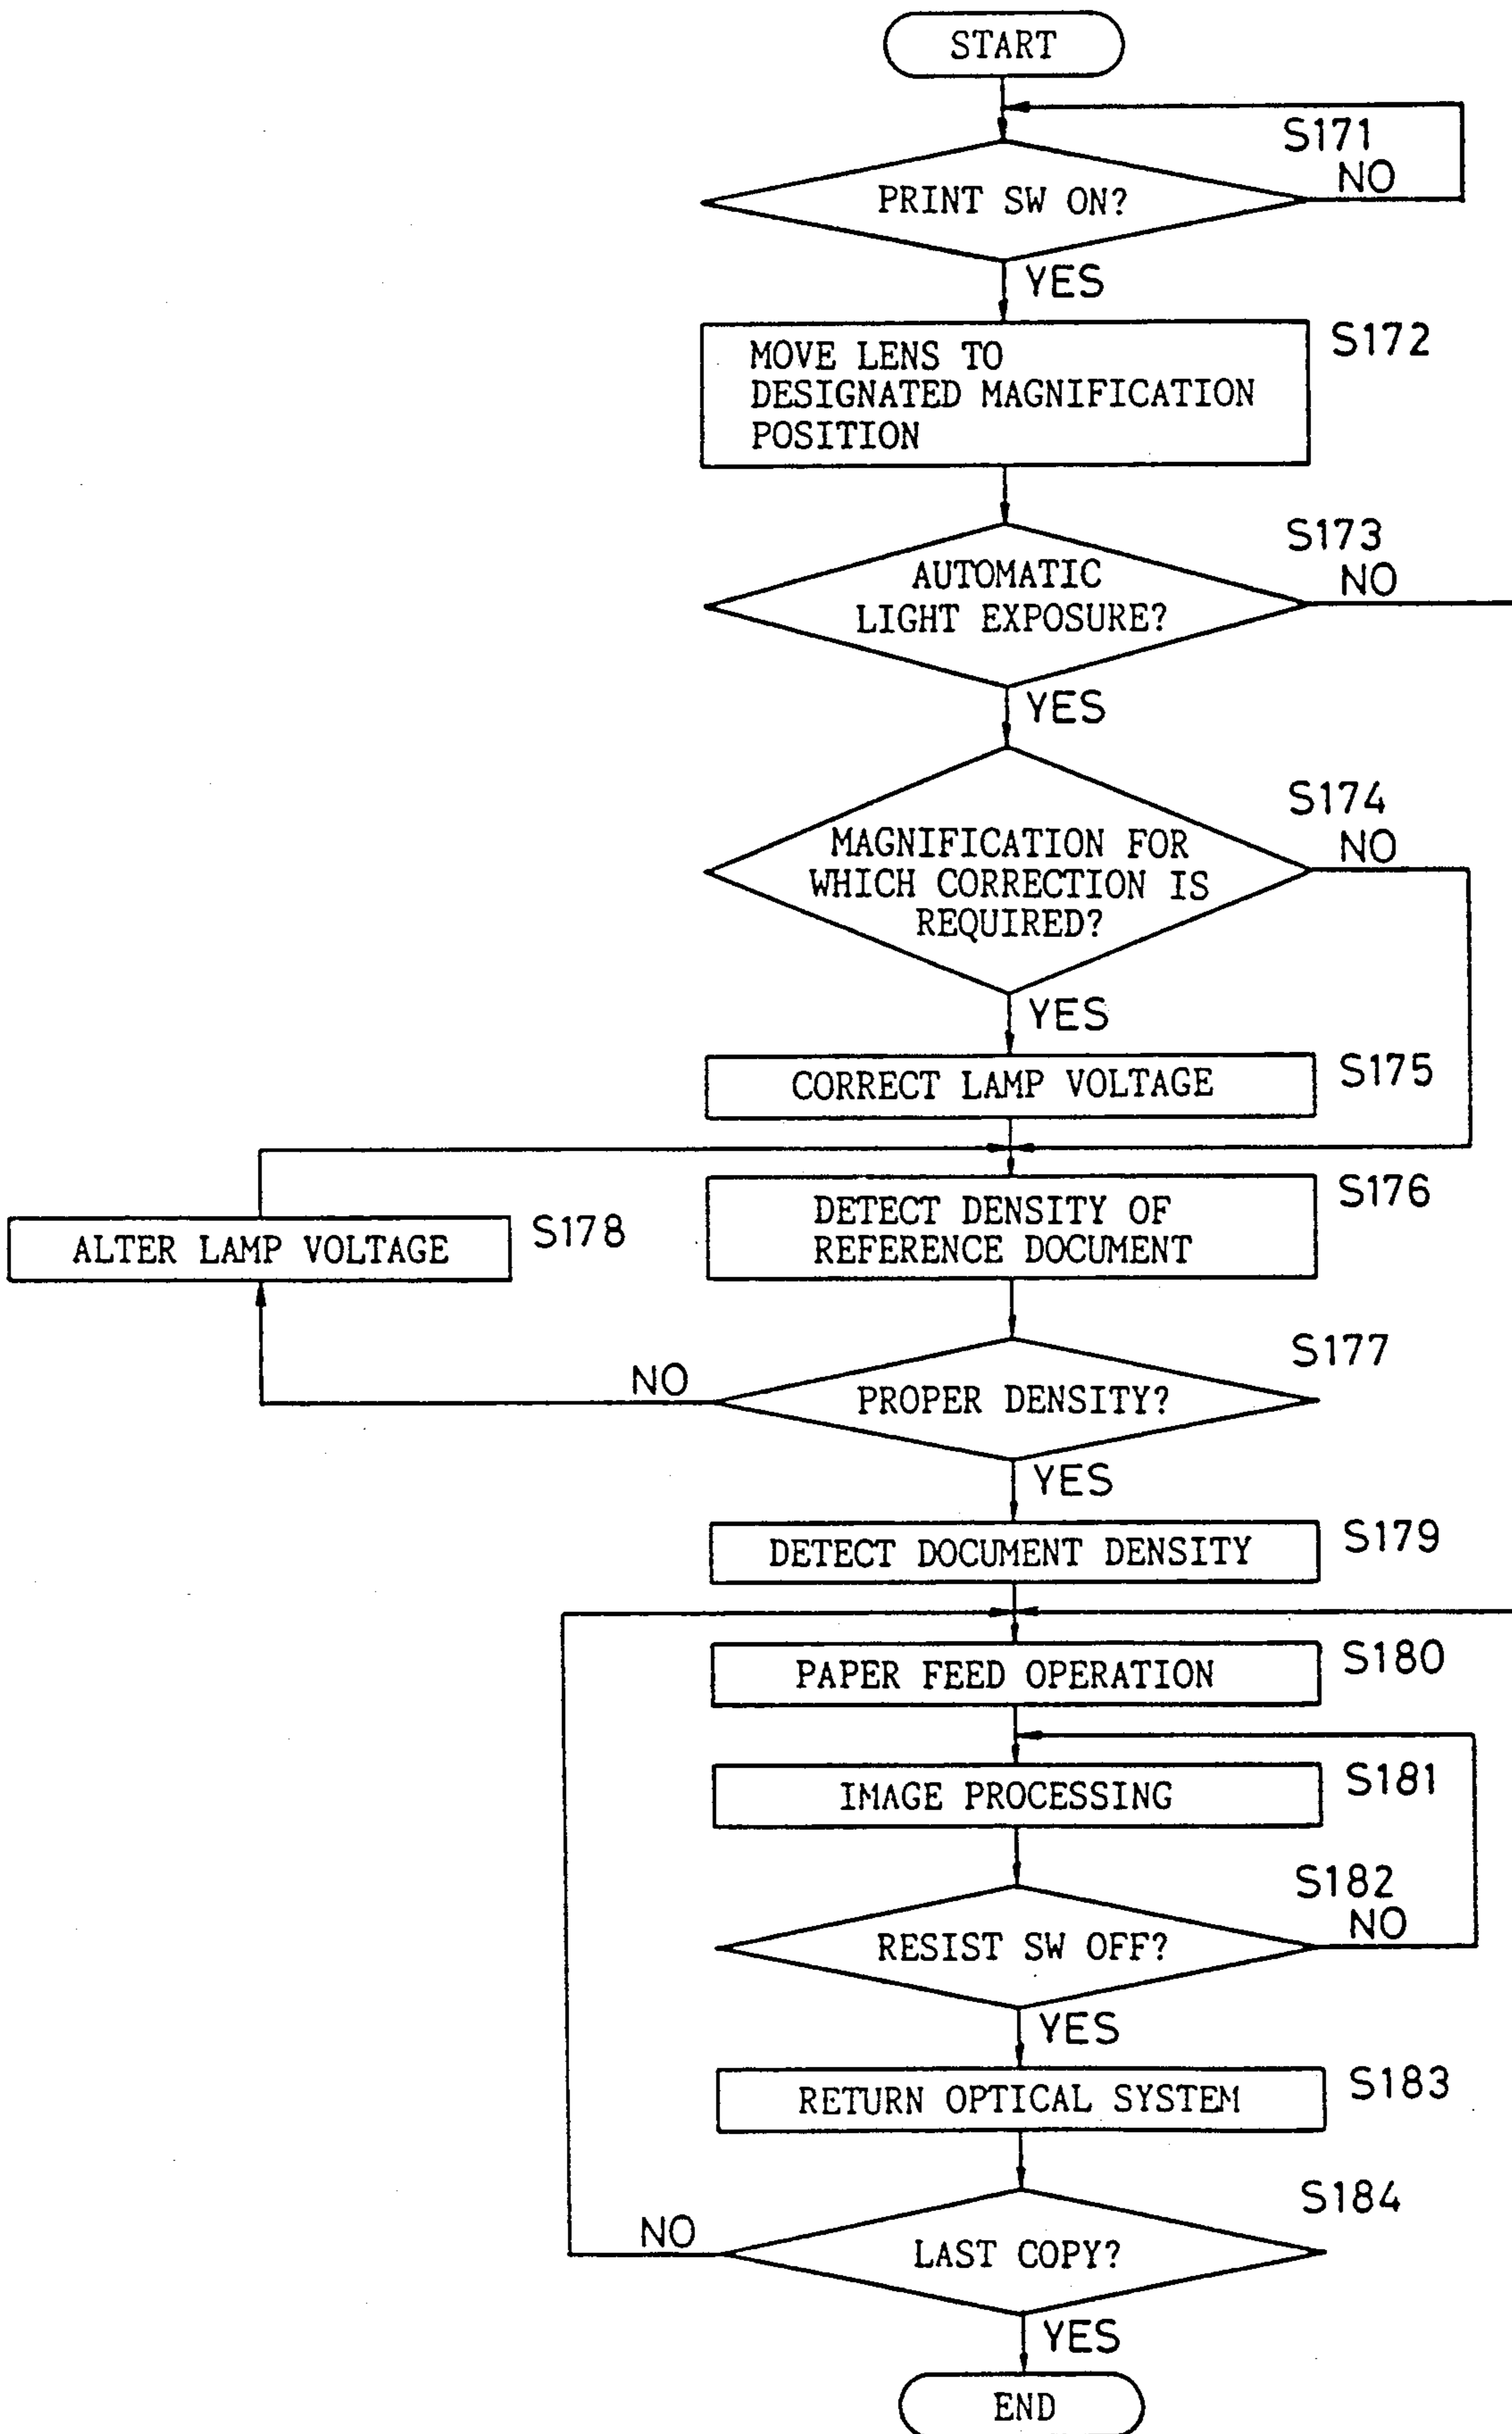 START
S171
NO
PRINT SW ON?
YES
S172
MOVE LENS TO
DESIGNATED MAGNIFICATION
POSITION
S173
NO
AUTOMATIC
LIGHT EXPOSURE?
YES
S174
NO
MAGNIFICATION FOR
WHICH CORRECTION IS
REQUIRED?
YES
CORRECT LAMP VOLTAGE
S175
DETECT DENSITY OF
REFERENCE DOCUMENT
S176
ALTER LAMP VOLTAGE
S178
S177
NO
PROPER DENSITY?
YES
DETECT DOCUMENT DENSITY
S179
PAPER FEED OPERATION
S180
IMAGE PROCESSING
S181
S182
NO
RESIST SW OFF?
YES
RETURN OPTICAL SYSTEM
S183
S184
NO
LAST COPY?
YES
END